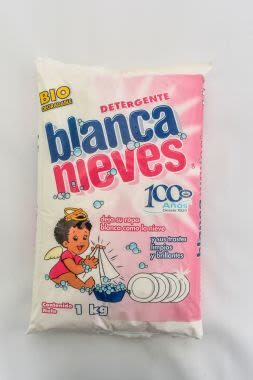 BIO
DEGRADABLE
DETERGENTE
blanca
nieves
100
Años
deja su ropa
blanca como la nieve
y sus trastes
limpios
y brillantes
Contenido
Neto
1 kg